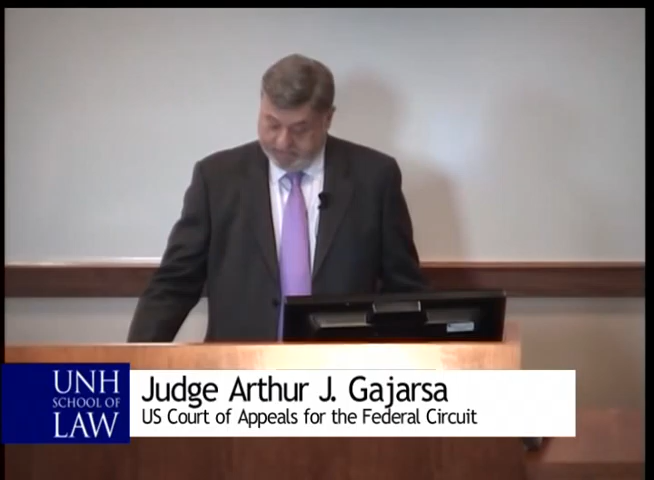 UNH
SCHOOL OF
LAW
Judge Arthur J. Gajarsa
US Court of Appeals for the Federal Circuit